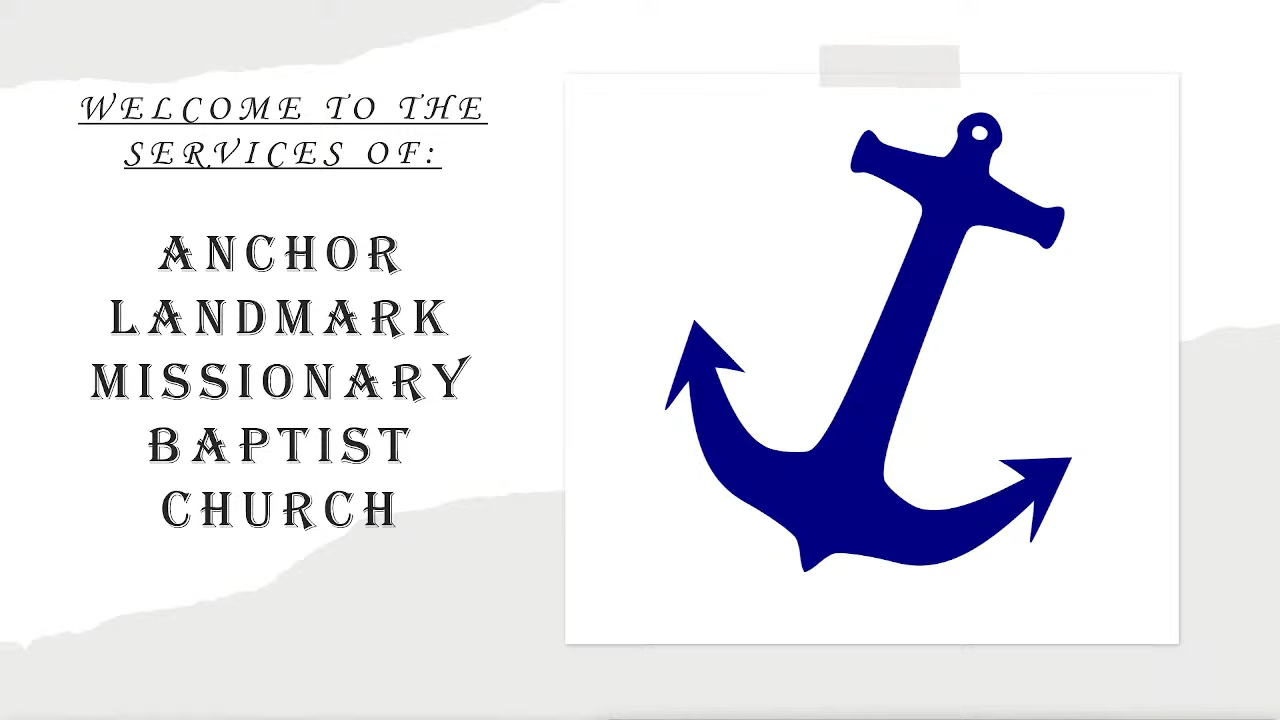 WELCOME TO THE
SERVICES OF:
ANCHOR
LANDMARK
MISSIONARY
BAPTIST
CHURCH